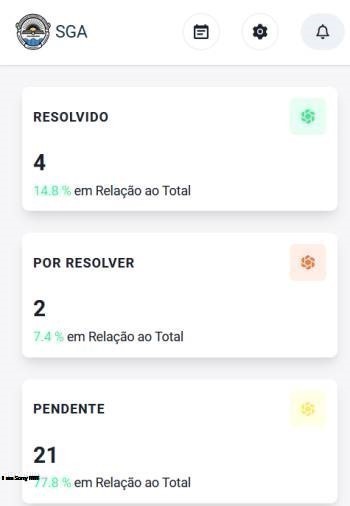 SGA
RESOLVIDO
4
14.8 % em Relação ao Total
POR RESOLVER
2
7.4 % em Relação ao Total
PENDENTE
21
77.8 % em Relação ao Total